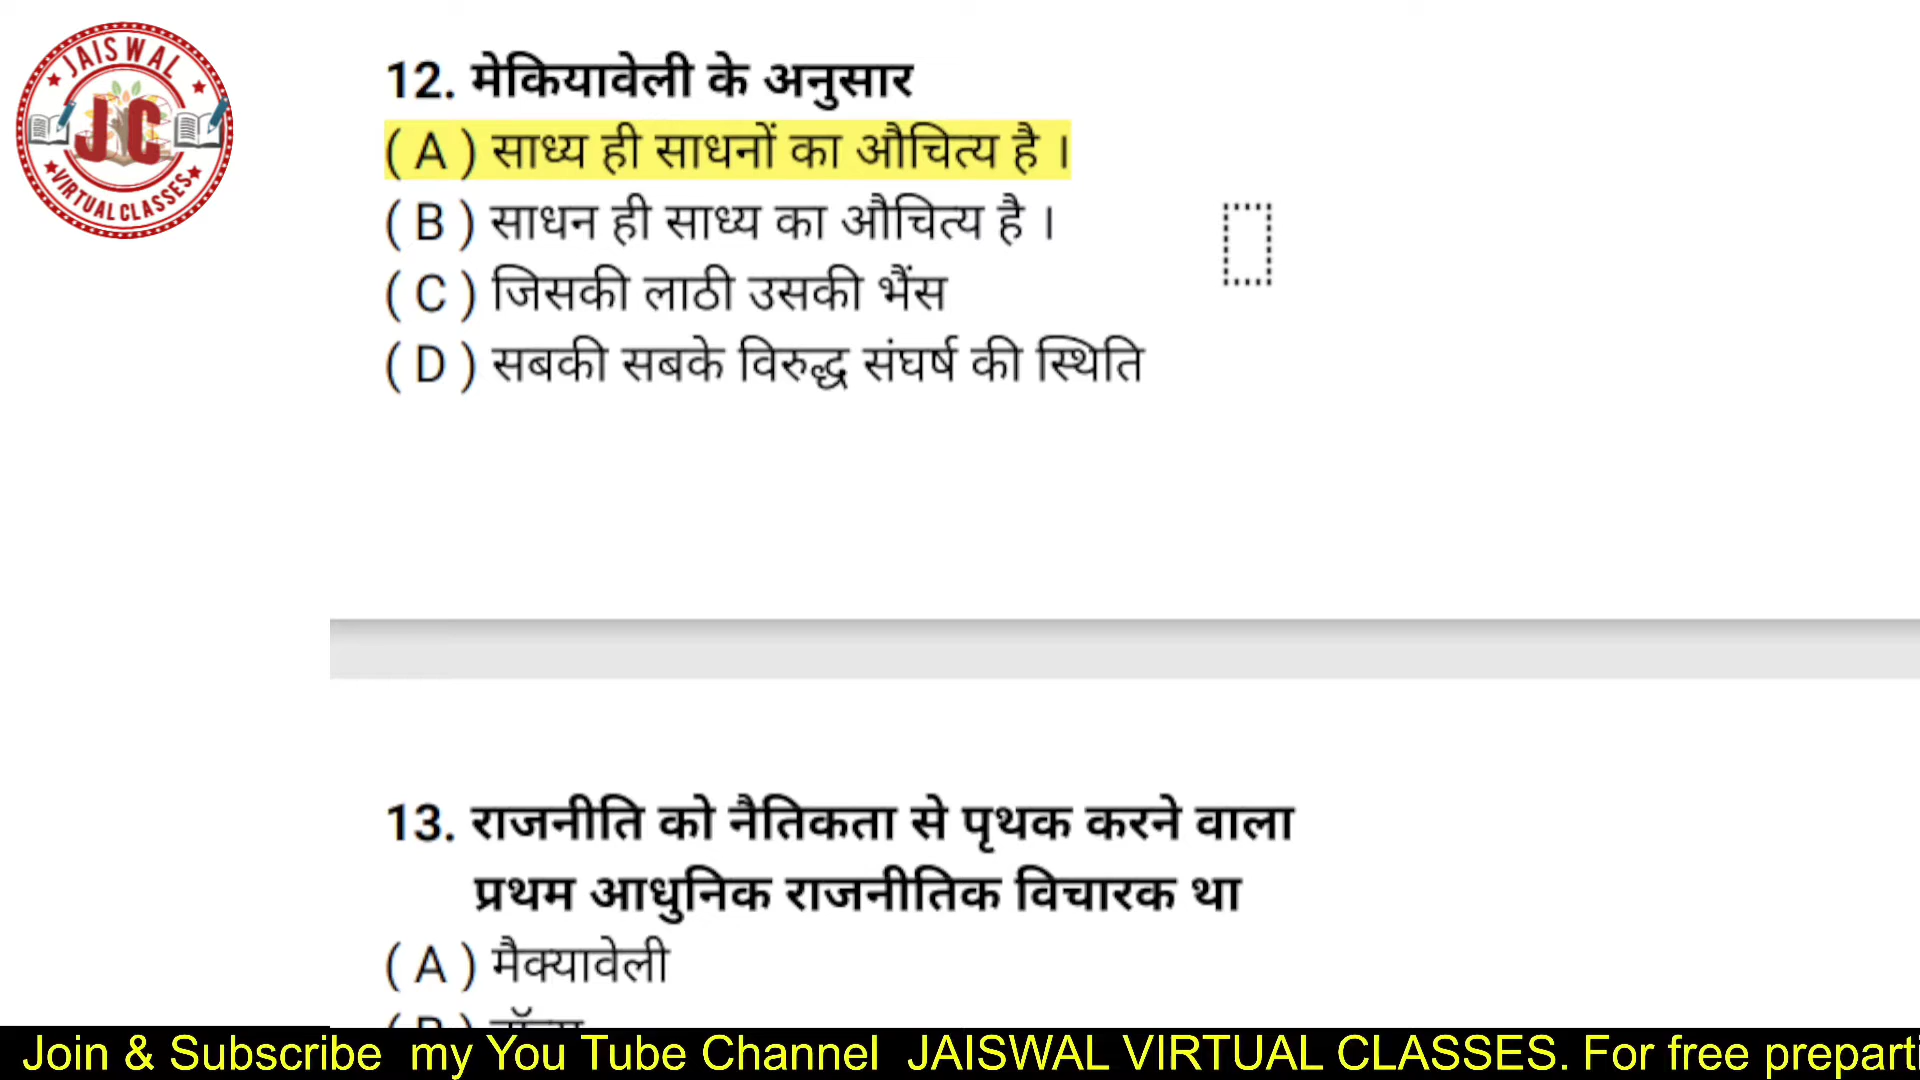 JAISWAL
JC
VIRTUAL CLASSES
12. मेकियावेली के अनुसार
( A ) साध्य ही साधनों का औचित्य है ।
( B ) साधन ही साध्य का औचित्य है ।
( C ) जिसकी लाठी उसकी भैंस
( D ) सबकी सबके विरुद्ध संघर्ष की स्थिति
13. राजनीति को नैतिकता से पृथक करने वाला
प्रथम आधुनिक राजनीतिक विचारक था
( A ) मैक्यावेली
( B )
Join & Subscribe my You Tube Channel JAISWAL VIRTUAL CLASSES. For free preparti